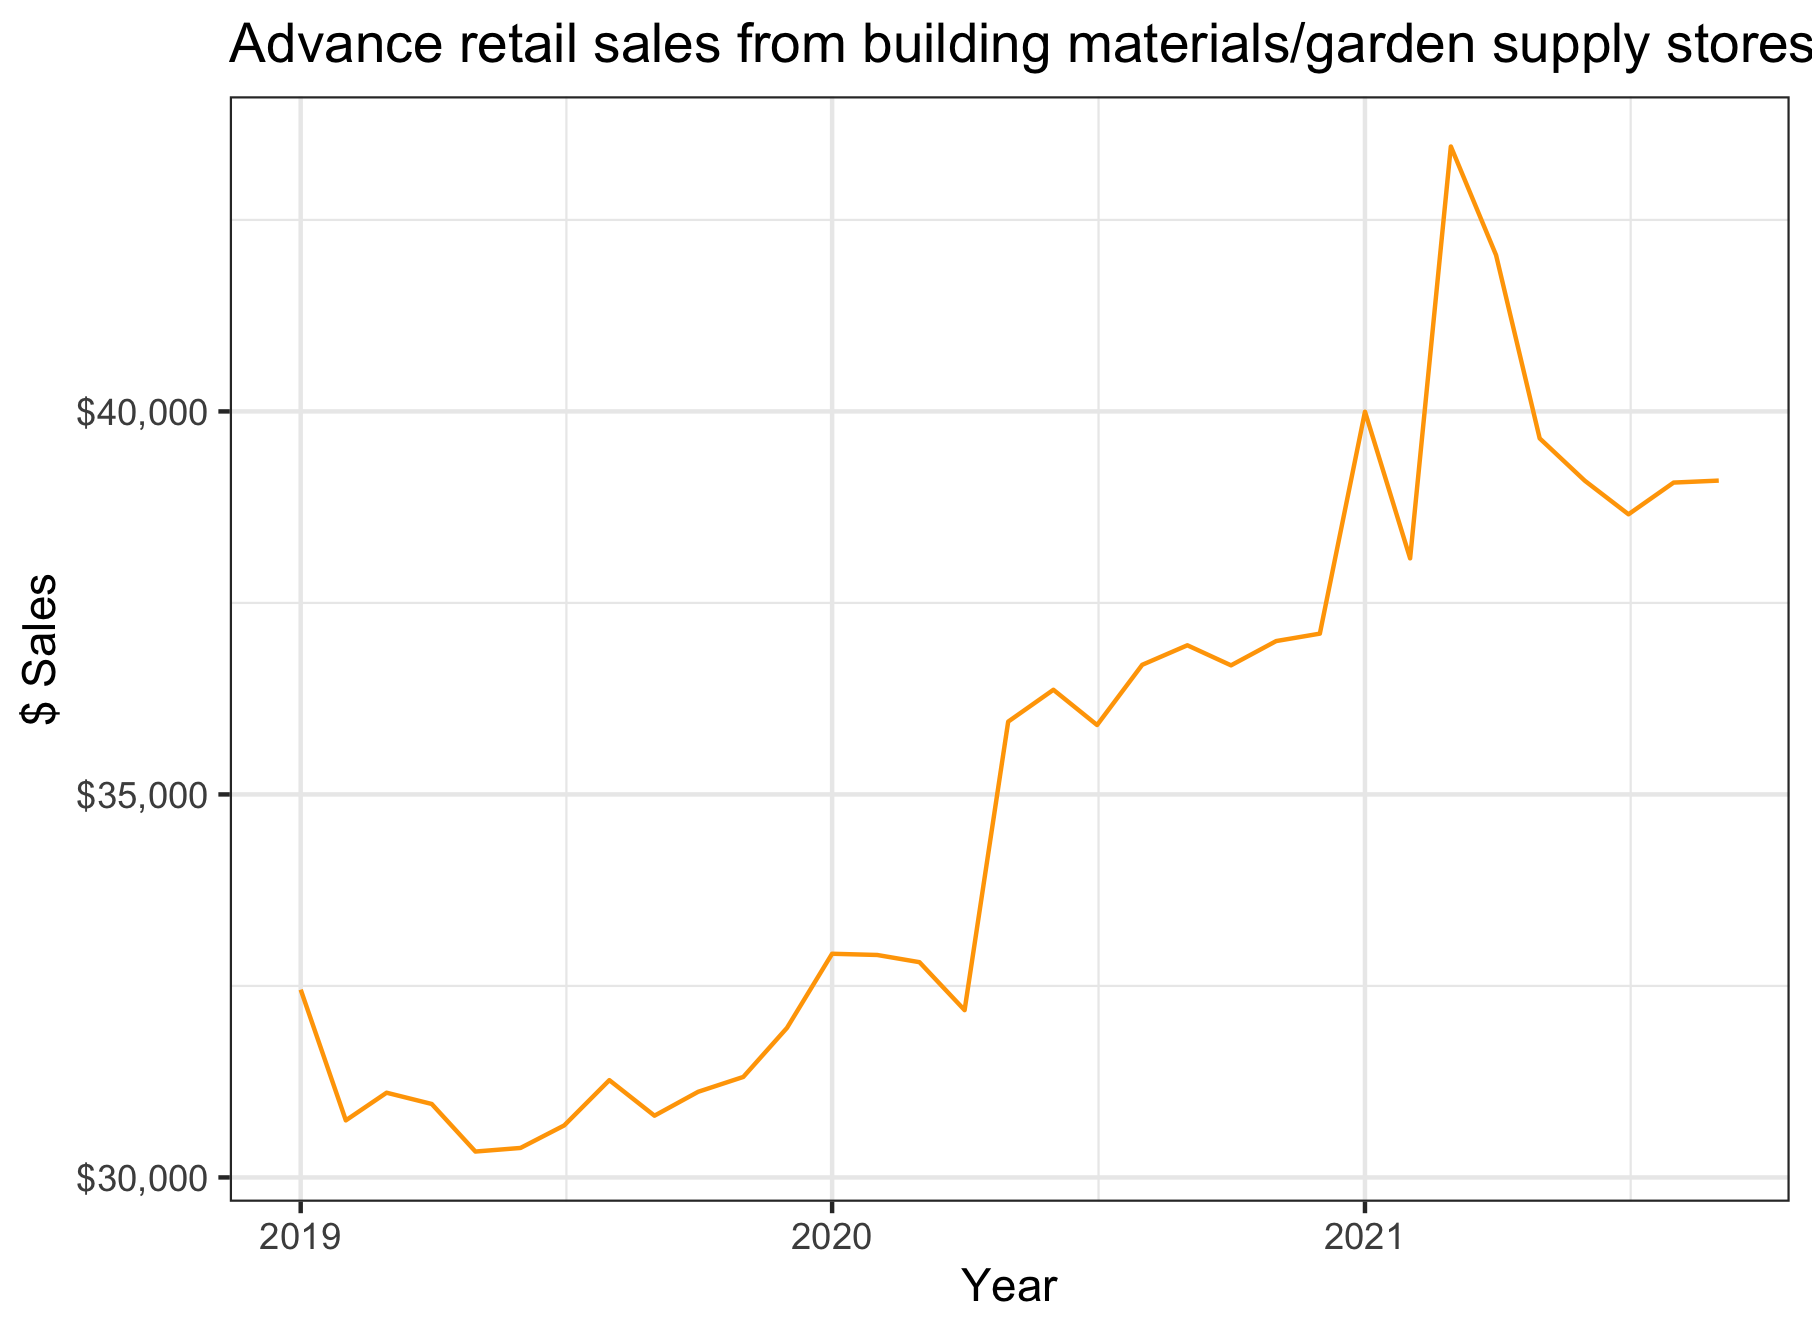 Advance retail sales from building materials/garden supply stores
$40,000
$35,000
$30,000
$ Sales
2019 2020 2021
Year